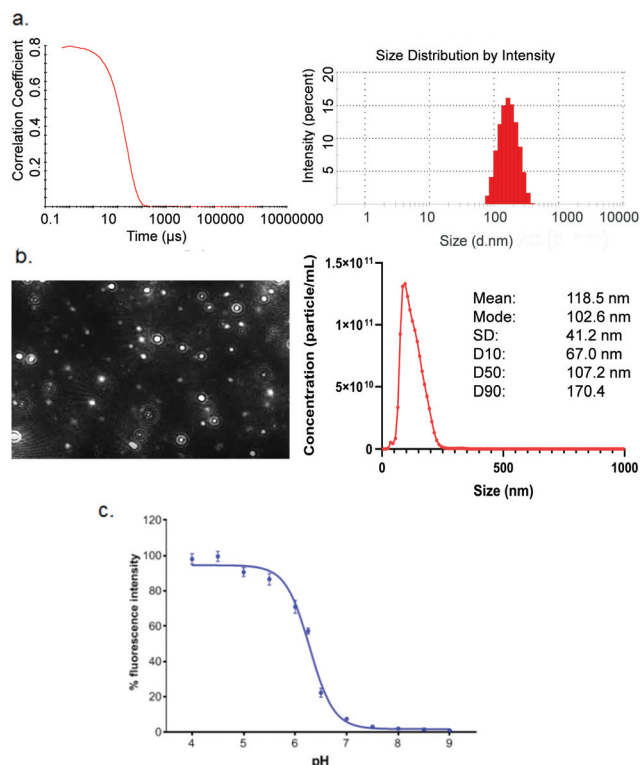 a.
Correlation Coefficient
0.8
0.6
0.4
0.2
0.1
10
1000
100000
10000000
Time (µs)
Size Distribution by Intensity
Intensity (percent)
20
15
10
5
1
10
100
1000
10000
Size (d.nm)
b.
Concentration (particle/mL)
1.5×10¹¹
1×10¹¹
5×10¹⁰
0
0
500
1000
Size (nm)
Mean: 118.5 nm
Mode: 102.6 nm
SD: 41.2 nm
D10: 67.0 nm
D50: 107.2 nm
D90: 170.4
c.
% fluorescence intensity
120
100
80
60
40
20
0
4
5
6
7
8
9
pH